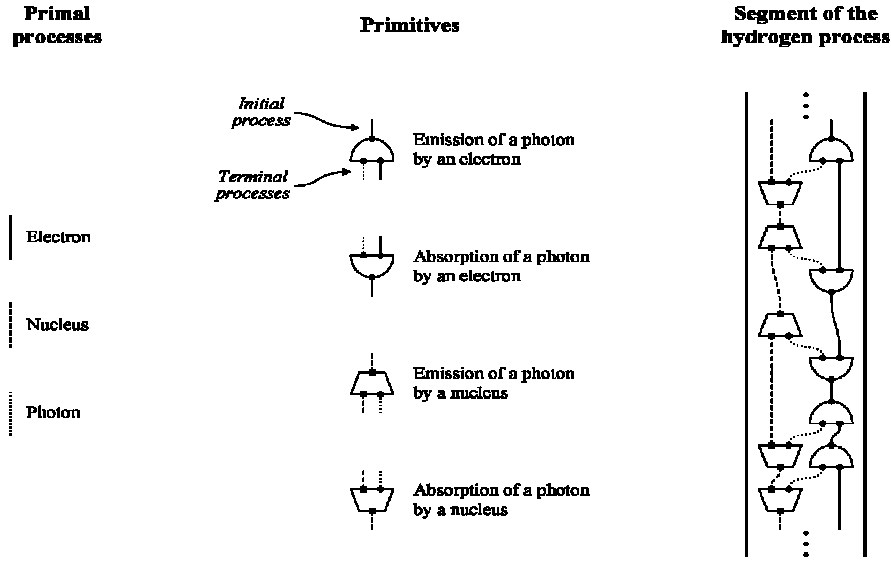 Primal
processes
Primitives
Segment of the
hydrogen process
Initial
process
Terminal
processes
Emission of a photon
by an electron
Electron
Absorption of a photon
by an electron
Nucleus
Emission of a photon
by a nucleus
Photon
Absorption of a photon
by a nucleus